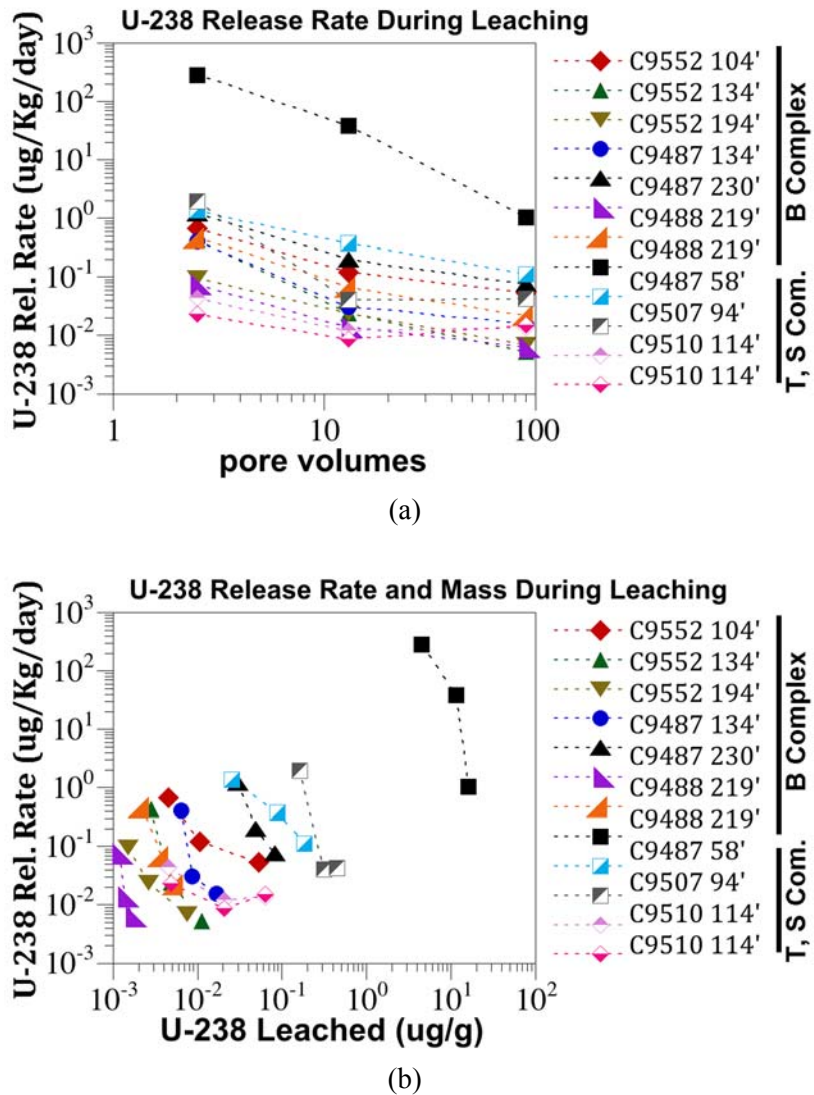 (a)
U-238 Release Rate During Leaching
U-238 Rel. Rate (ug/Kg/day)
10³
10²
10¹
10⁰
10⁻¹
10⁻²
10⁻³
1
10
100
pore volumes
C9552 104'
C9552 134'
C9552 194'
C9487 134'
C9487 230'
C9488 219'
C9488 219'
C9487 58'
C9507 94'
C9510 114'
C9510 114'
B Complex
T, S Com.
U-238 Release Rate and Mass During Leaching
U-238 Rel. Rate (ug/Kg/day)
10³
10²
10¹
10⁰
10⁻¹
10⁻²
10⁻³
10⁻³
10⁻²
10⁻¹
10⁰
10¹
10²
U-238 Leached (ug/g)
C9552 104'
C9552 134'
C9552 194'
C9487 134'
C9487 230'
C9488 219'
C9488 219'
C9487 58'
C9507 94'
C9510 114'
C9510 114'
B Complex
T, S Com.
(b)